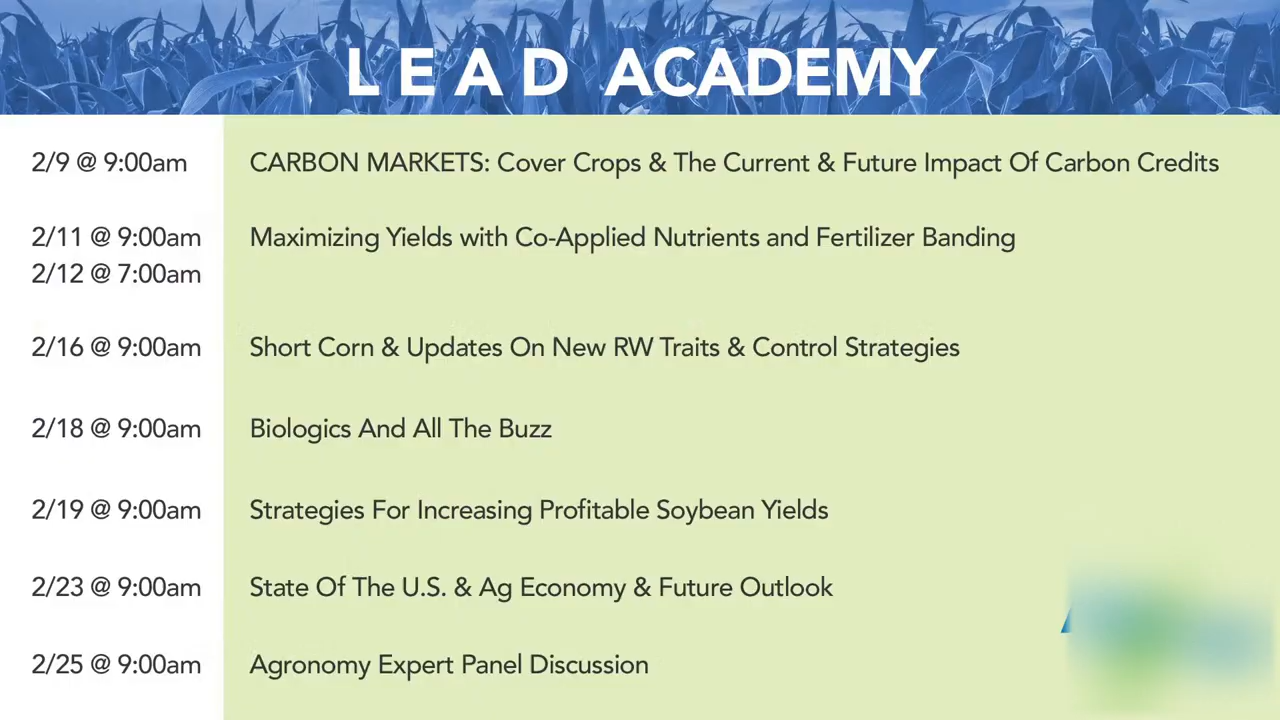 L E A D ACADEMY
2/9 @ 9:00am CARBON MARKETS: Cover Crops & The Current & Future Impact Of Carbon Credits
2/11 @ 9:00am Maximizing Yields with Co-Applied Nutrients and Fertilizer Banding
2/12 @ 7:00am
2/16 @ 9:00am Short Corn & Updates On New RW Traits & Control Strategies
2/18 @ 9:00am Biologics And All The Buzz
2/19 @ 9:00am Strategies For Increasing Profitable Soybean Yields
2/23 @ 9:00am State Of The U.S. & Ag Economy & Future Outlook
2/25 @ 9:00am Agronomy Expert Panel Discussion